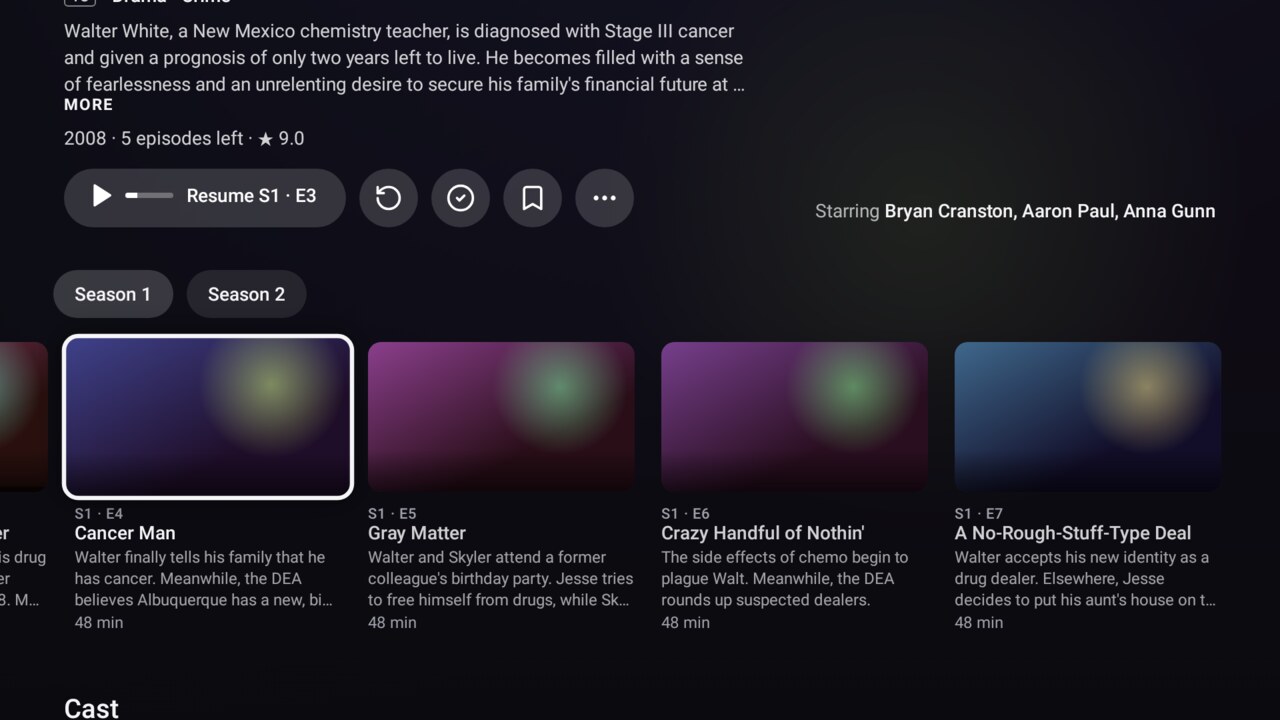 Walter White, a New Mexico chemistry teacher, is diagnosed with Stage III cancer
and given a prognosis of only two years left to live. He becomes filled with a sense
of fearlessness and an unrelenting desire to secure his family's financial future at ...
MORE
2008 · 5 episodes left · ★ 9.0
Resume S1 · E3
Starring Bryan Cranston, Aaron Paul, Anna Gunn
Season 1
Season 2
is drug
8. M...
S1 · E4
Cancer Man
Walter finally tells his family that he
has cancer. Meanwhile, the DEA
believes Albuquerque has a new, bi...
48 min
S1 · E5
Gray Matter
Walter and Skyler attend a former
colleague's birthday party. Jesse tries
to free himself from drugs, while Sk...
48 min
S1 · E6
Crazy Handful of Nothin'
The side effects of chemo begin to
plague Walt. Meanwhile, the DEA
rounds up suspected dealers.
48 min
S1 · E7
A No-Rough-Stuff-Type Deal
Walter accepts his new identity as a
drug dealer. Elsewhere, Jesse
decides to put his aunt's house on t...
48 min
Cast